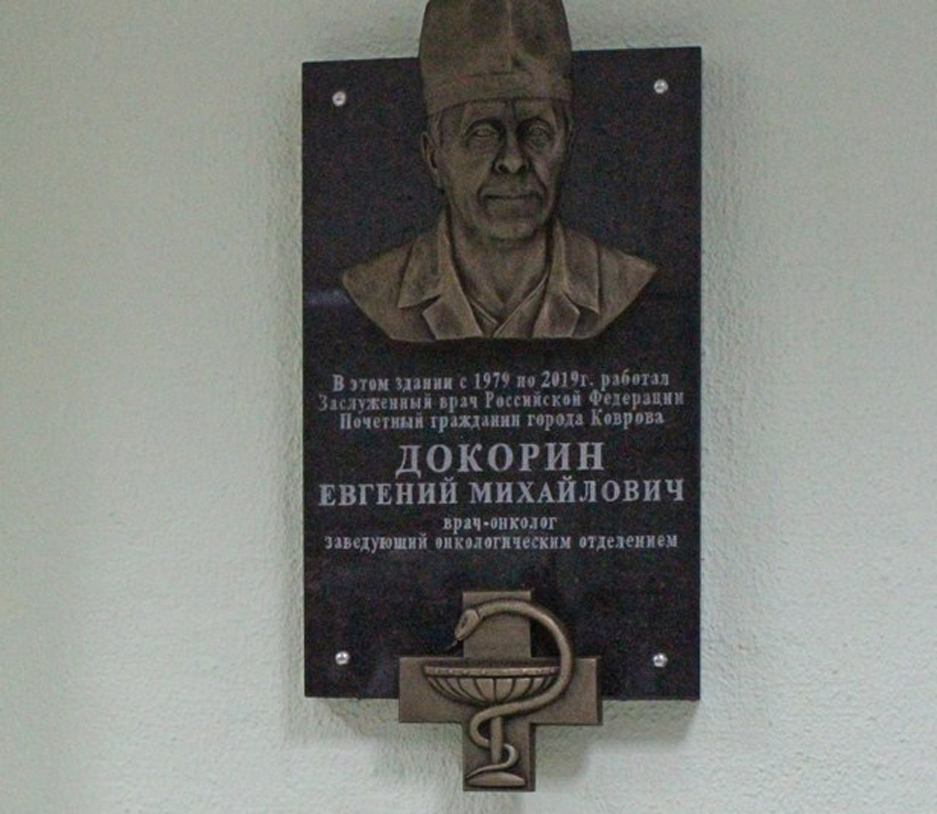 В этом здании с 1979 по 2019г. работал
Заслуженный врач Российской Федерации
Почетный гражданин города Коврова
ДОКОРИН
ЕВГЕНИЙ МИХАЙЛОВИЧ
врач-онколог
заведующий онкологическим отделением